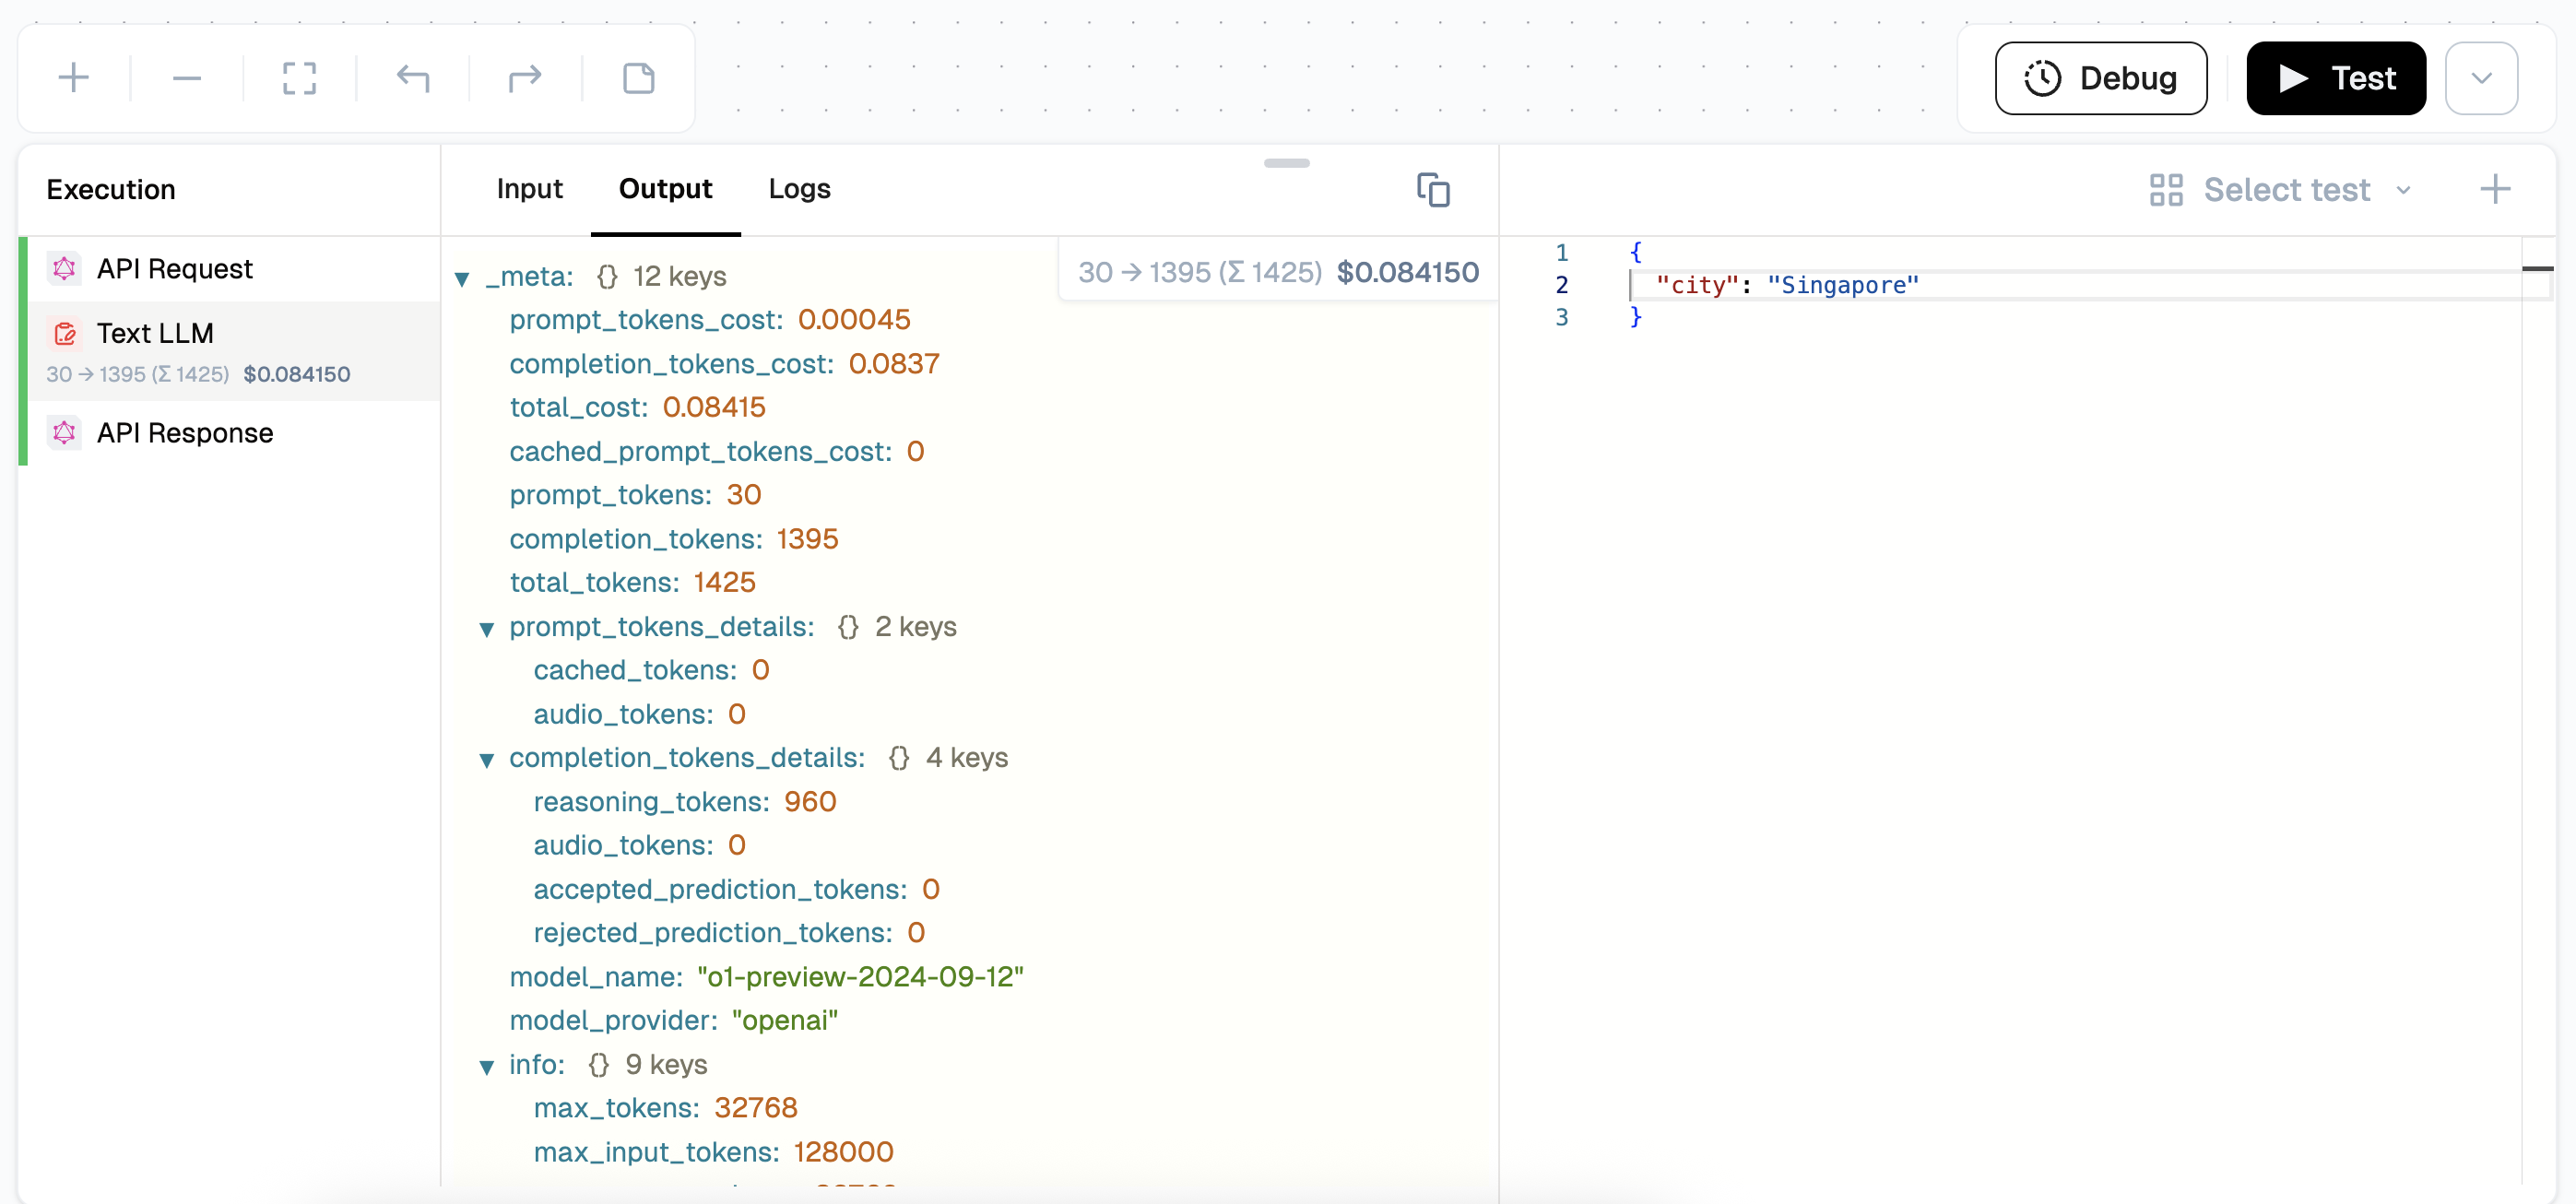 Debug
Test
Execution
Input
Output
Logs
Select test
API Request
Text LLM
30 → 1395 (Σ 1425) $0.084150
API Response
30 → 1395 (Σ 1425) $0.084150
_meta: {} 12 keys
prompt_tokens_cost: 0.00045
completion_tokens_cost: 0.0837
total_cost: 0.08415
cached_prompt_tokens_cost: 0
prompt_tokens: 30
completion_tokens: 1395
total_tokens: 1425
prompt_tokens_details: {} 2 keys
cached_tokens: 0
audio_tokens: 0
completion_tokens_details: {} 4 keys
reasoning_tokens: 960
audio_tokens: 0
accepted_prediction_tokens: 0
rejected_prediction_tokens: 0
model_name: "o1-preview-2024-09-12"
model_provider: "openai"
info: {} 9 keys
max_tokens: 32768
max_input_tokens: 128000
1 {
2 "city": "Singapore"
3 }